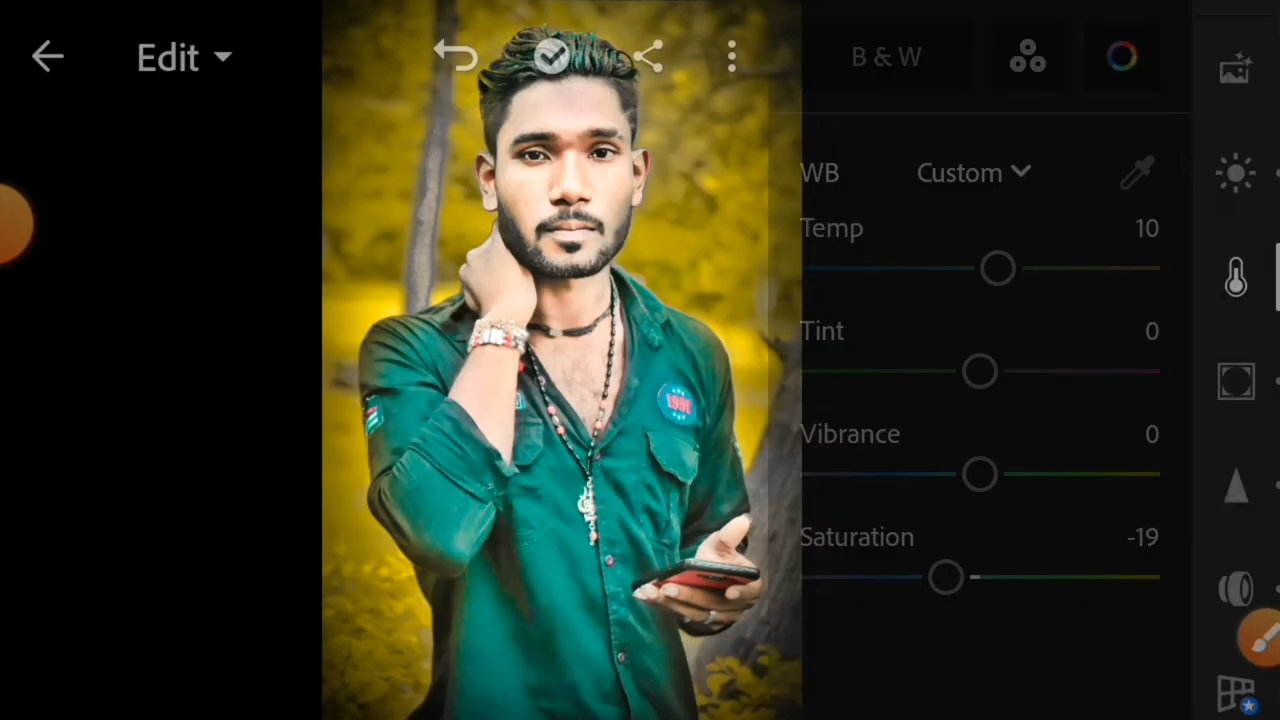 Edit
B & W
WB Custom
Temp 10
Tint 0
Vibrance 0
Saturation -19
1991